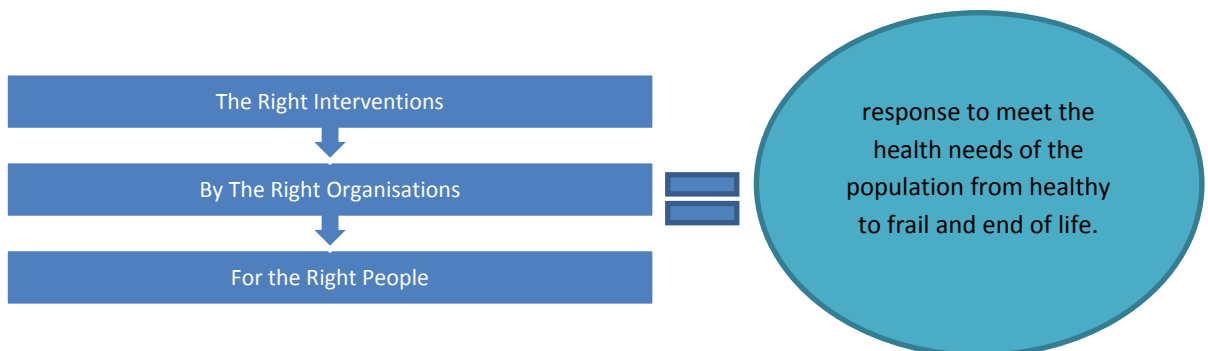 The Right Interventions
By The Right Organisations
For the Right People
response to meet the
health needs of the
population from healthy
to frail and end of life.